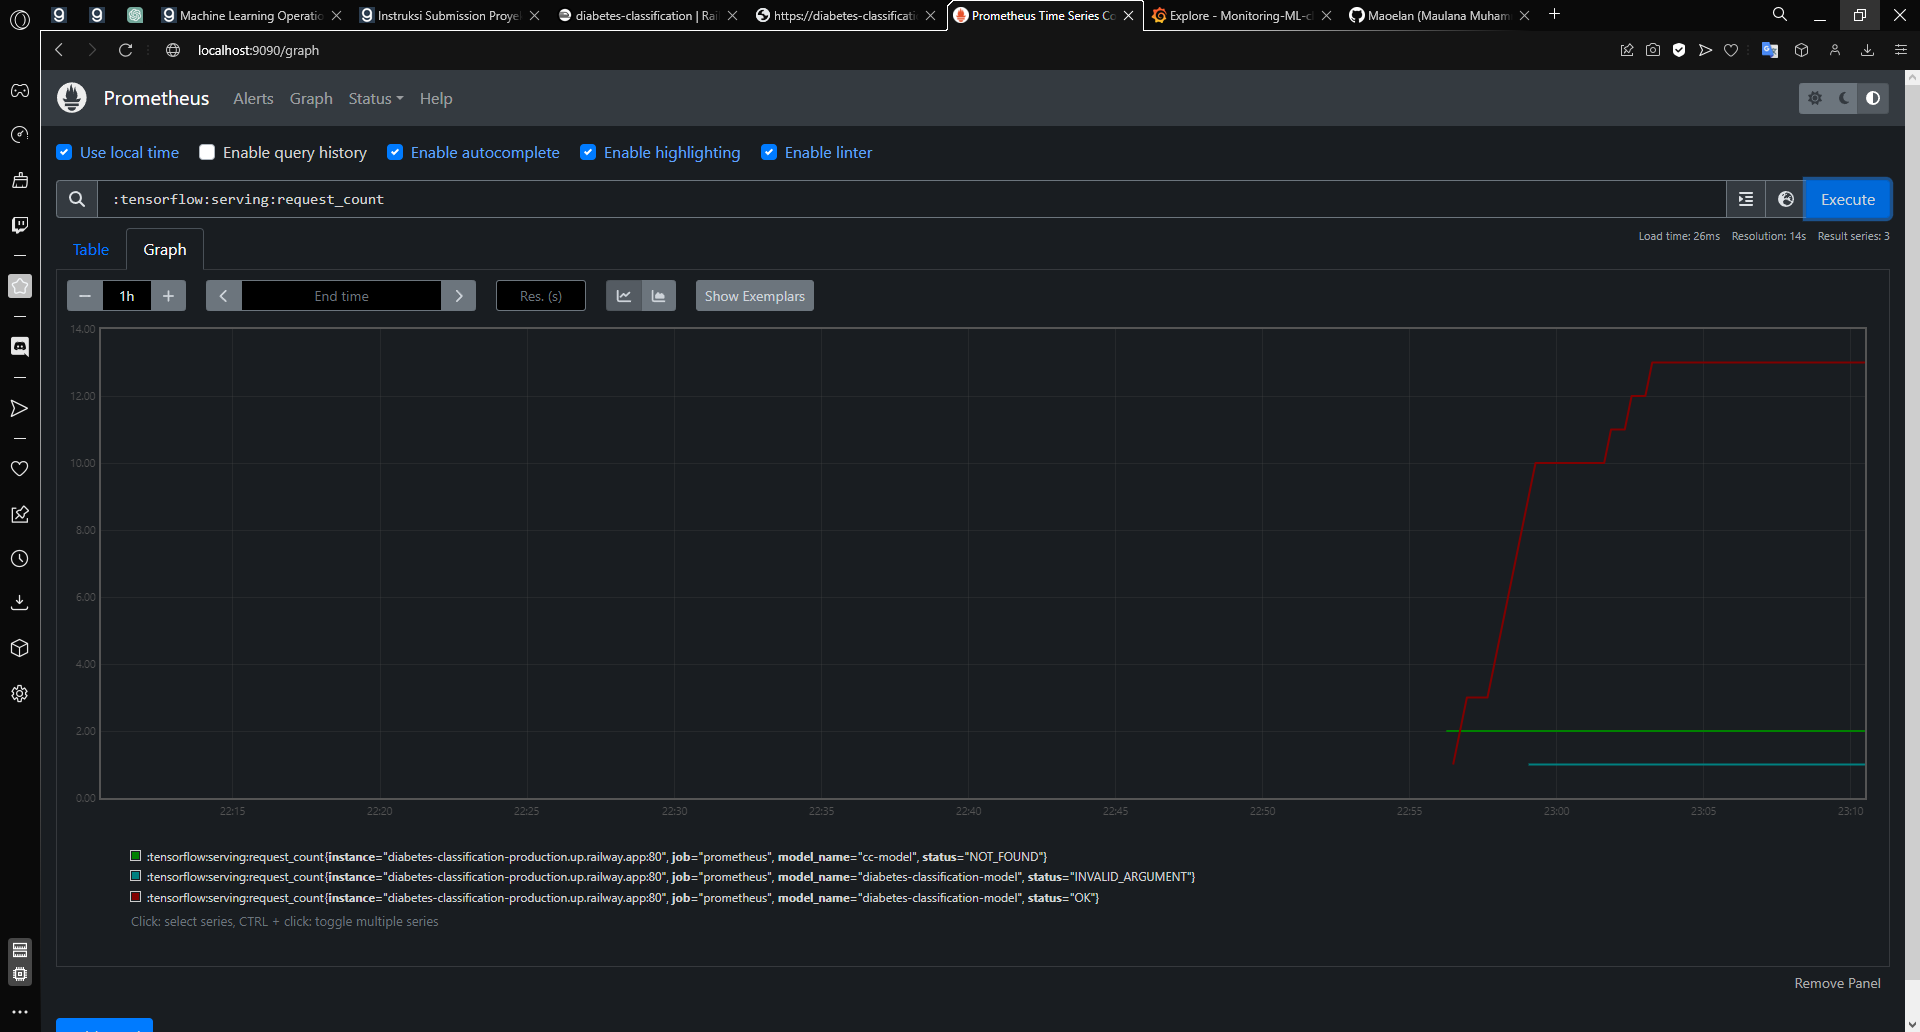 Machine Learning Operatio
Instruksi Submission Proye
diabetes-classification | Rai
https://diabetes-classificati
Prometheus Time Series Co
Explore - Monitoring-ML-c
Maoelan (Maulana Muham
localhost:9090/graph
Prometheus Alerts Graph Status Help
Use local time Enable query history Enable autocomplete Enable highlighting Enable linter
:tensorflow:serving:request_count Execute
Load time: 26ms Resolution: 14s Result series: 3
Table Graph
1h End time Res. (s) Show Exemplars
14.00
12.00
10.00
8.00
6.00
4.00
2.00
0.00
22:15 22:20 22:25 22:30 22:35 22:40 22:45 22:50 22:55 23:00 23:05 23:10
:tensorflow:serving:request_count{instance="diabetes-classification-production.up.railway.app:80", job="prometheus", model_name="cc-model", status="NOT_FOUND"}
:tensorflow:serving:request_count{instance="diabetes-classification-production.up.railway.app:80", job="prometheus", model_name="diabetes-classification-model", status="INVALID_ARGUMENT"}
:tensorflow:serving:request_count{instance="diabetes-classification-production.up.railway.app:80", job="prometheus", model_name="diabetes-classification-model", status="OK"}
Click: select series, CTRL + click: toggle multiple series
Remove Panel